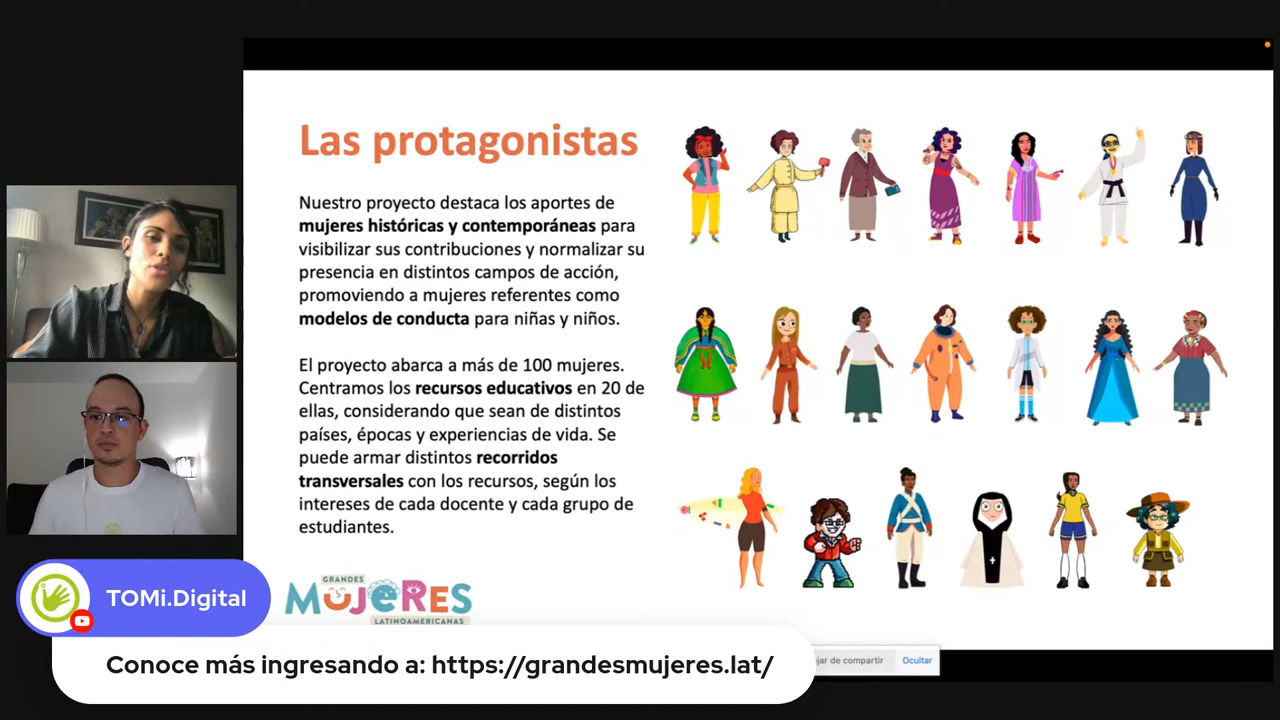 Las protagonistas
Nuestro proyecto destaca los aportes de
mujeres históricas y contemporáneas para
visibilizar sus contribuciones y normalizar su
presencia en distintos campos de acción,
promoviendo a mujeres referentes como
modelos de conducta para niñas y niños.
El proyecto abarca a más de 100 mujeres.
Centramos los recursos educativos en 20 de
ellas, considerando que sean de distintos
países, épocas y experiencias de vida. Se
puede armar distintos recorridos
transversales con los recursos, según los
intereses de cada docente y cada grupo de
estudiantes.
GRANDES
MUJERES
LATINOAMERICANAS
TOMi.Digital
Conoce más ingresando a: https://grandesmujeres.lat/
jar de compartir
Ocultar